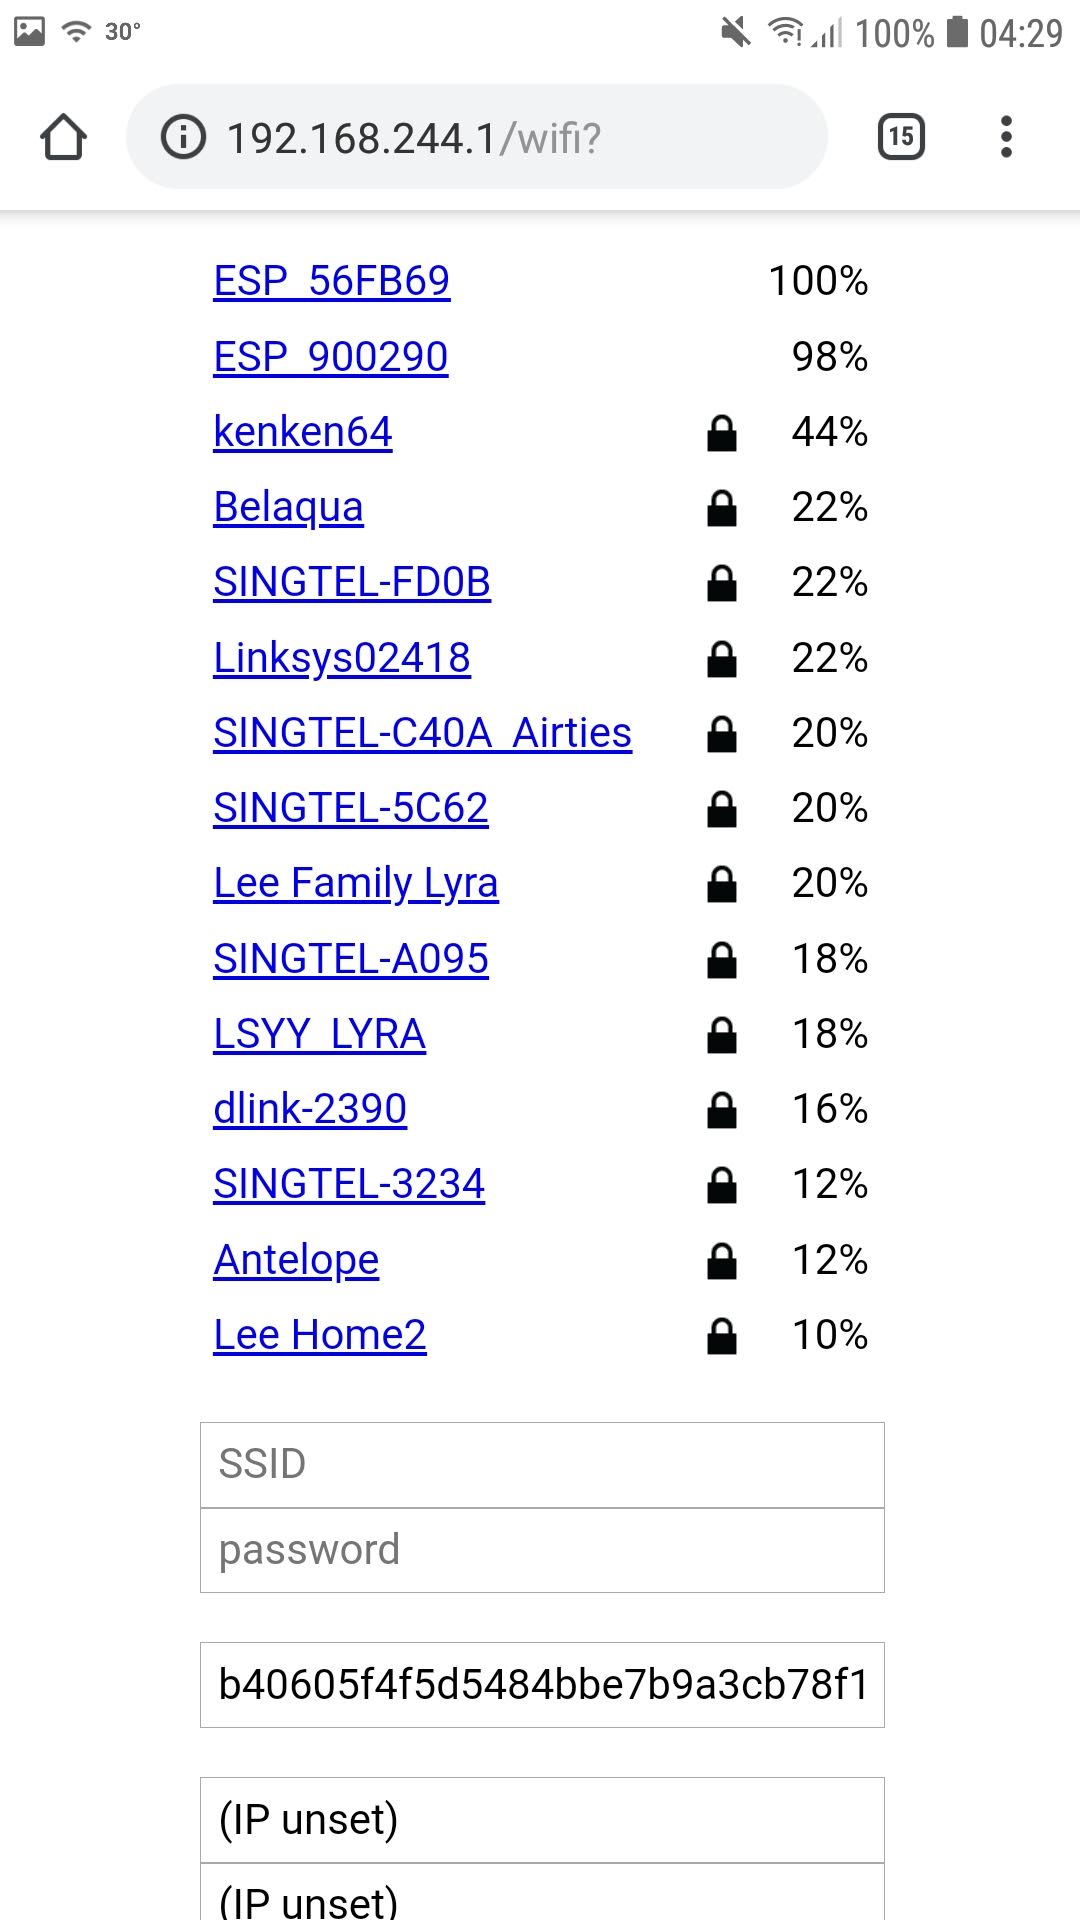 30° 100% 04:29
192.168.244.1/wifi? 15
ESP_56FB69 100%
ESP_900290 98%
kenken64 44%
Belaqua 22%
SINGTEL-FD0B 22%
Linksys02418 22%
SINGTEL-C40A_Airties 20%
SINGTEL-5C62 20%
Lee Family Lyra 20%
SINGTEL-A095 18%
LSYY_LYRA 18%
dlink-2390 16%
SINGTEL-3234 12%
Antelope 12%
Lee Home2 10%
SSID
password
b40605f4f5d5484bbe7b9a3cb78f1
(IP unset)
(IP unset)